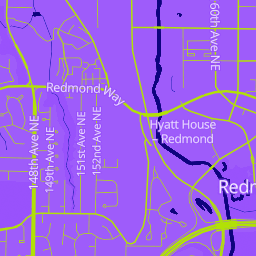 60th Ave NE
Redmond Way
Hyatt House
- Redmond
148th Ave NE
149th Ave NE
151st Ave NE
152nd Ave NE
Redm